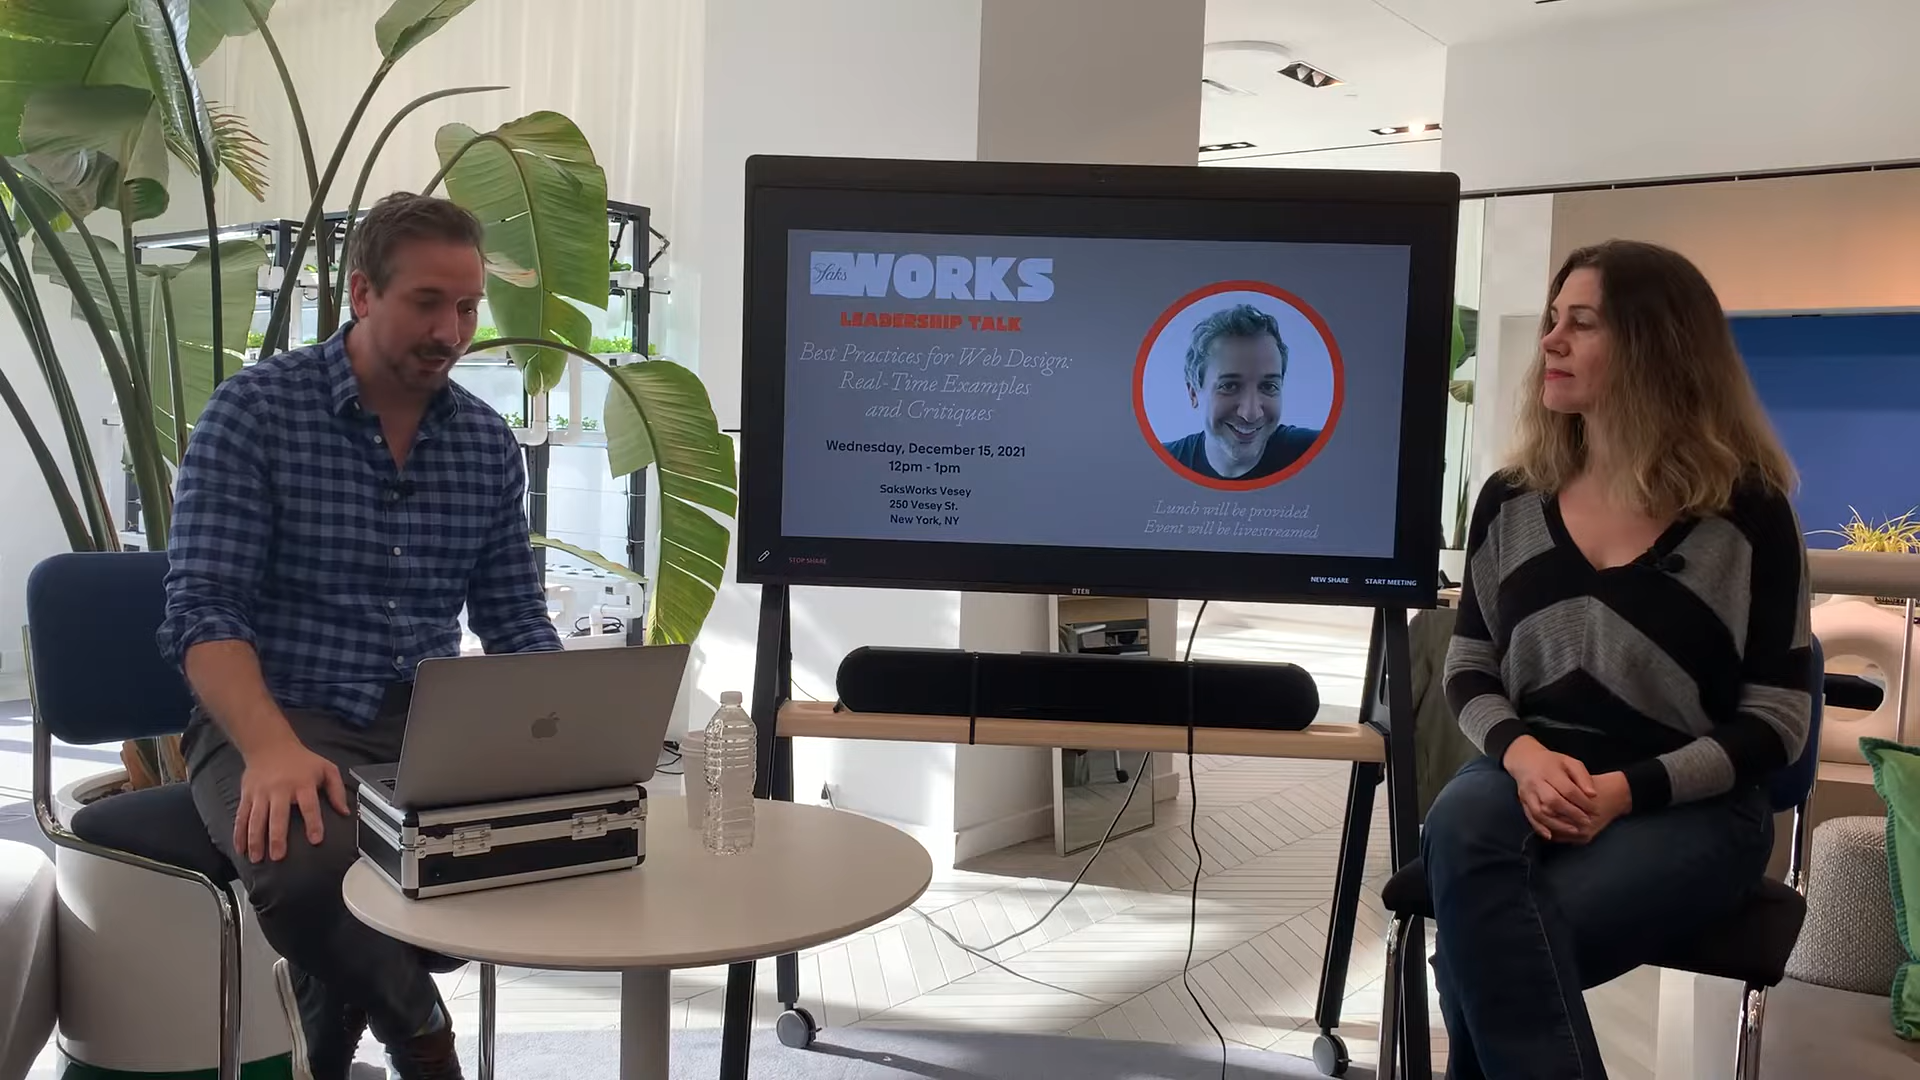 Saks WORKS
LEADERSHIP TALK
Best Practices for Web Design:
Real-Time Examples
and Critiques
Wednesday, December 15, 2021
12pm - 1pm
SaksWorks Vesey
250 Vesey St.
New York, NY
Lunch will be provided
Event will be livestreamed
STOP SHARE
NEW SHARE START MEETING